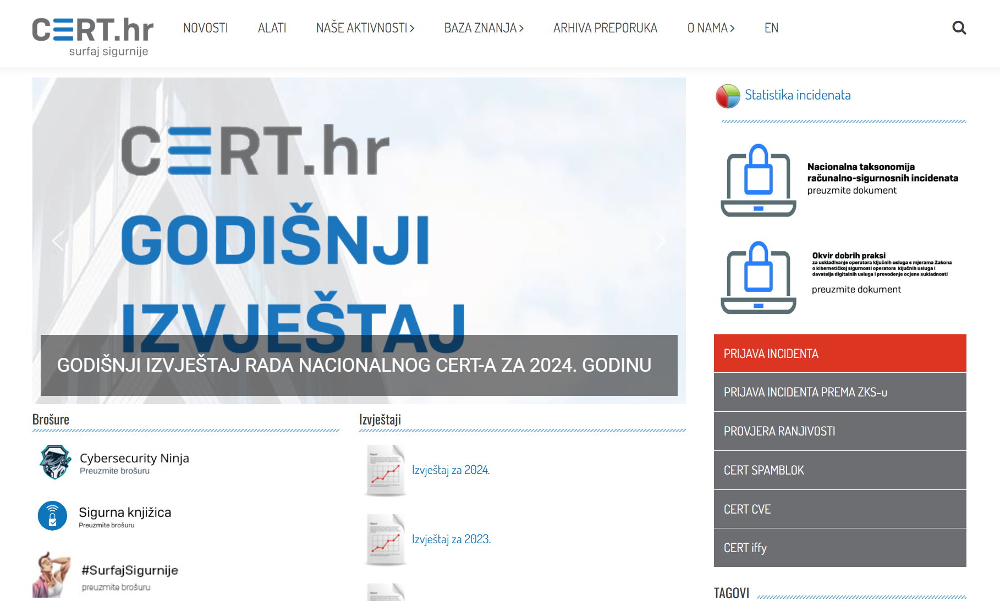 CERT.hr
surfaj sigurnije
NOVOSTI
ALATI
NAŠE AKTIVNOSTI
BAZA ZNANJA
ARHIVA PREPORUKA
O NAMA
EN
CERT.hr
GODIŠNJI
IZVJEŠTAJ
GODIŠNJI IZVJEŠTAJ RADA NACIONALNOG CERT-A ZA 2024. GODINU
Statistika incidenata
Nacionalna taksonomija
računalno-sigurnosnih incidenata
preuzmite dokument
Okvir dobrih praksi
za usklađivanje operatora ključnih usluga s mjerama Zakona
o kibernetičkoj sigurnosti operatora ključnih usluga i
davatelja digitalnih usluga i provođenje ocjene sukladnosti
preuzmite dokument
PRIJAVA INCIDENTA
PRIJAVA INCIDENTA PREMA ZKS-u
PROVJERA RANJIVOSTI
CERT SPAMBLOK
CERT CVE
CERT iffy
TAGOVI
Brošure
Cybersecurity Ninja
Preuzmite brošuru
Sigurna knjižica
Preuzmite brošuru
#SurfajSigurnije
preuzmite brošuru
Izvještaji
Report
Izvještaj za 2024.
Report
Izvještaj za 2023.
Report